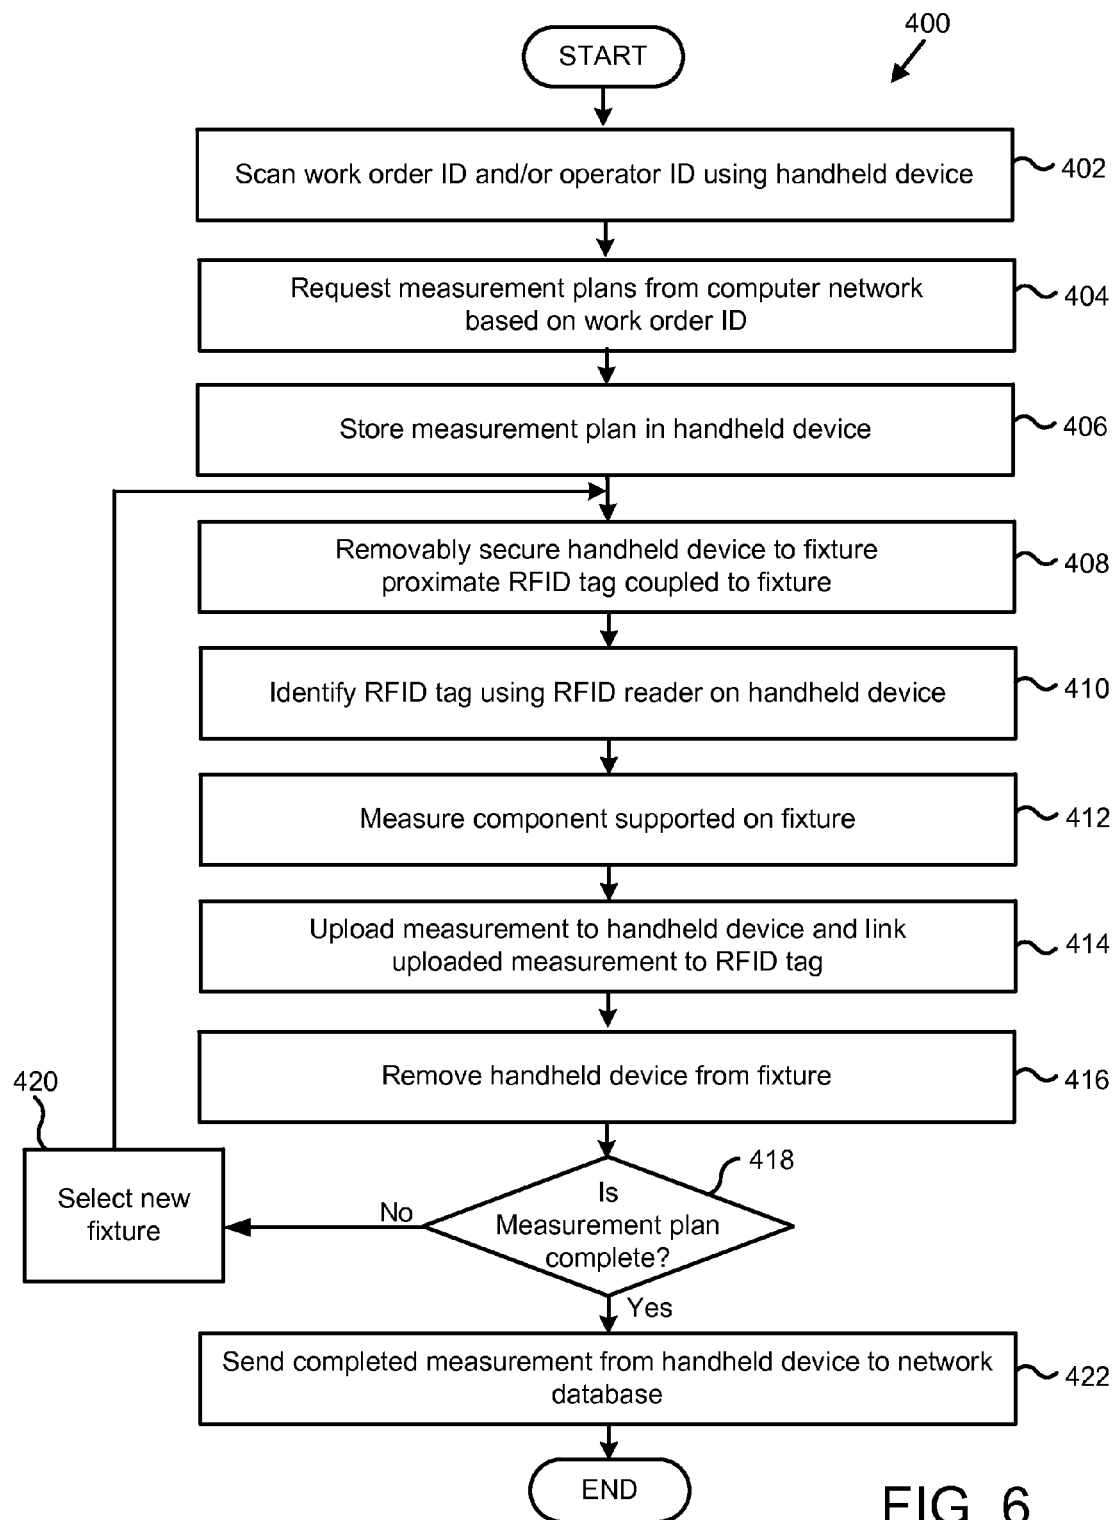 400
START
Scan work order ID and/or operator ID using handheld device
402
Request measurement plans from computer network
based on work order ID
404
Store measurement plan in handheld device
406
Removably secure handheld device to fixture
proximate RFID tag coupled to fixture
408
Identify RFID tag using RFID reader on handheld device
410
Measure component supported on fixture
412
Upload measurement to handheld device and link
uploaded measurement to RFID tag
414
Remove handheld device from fixture
416
420
Select new
fixture
No
418
Is
Measurement plan
complete?
Yes
Send completed measurement from handheld device to network
database
422
END
FIG. 6